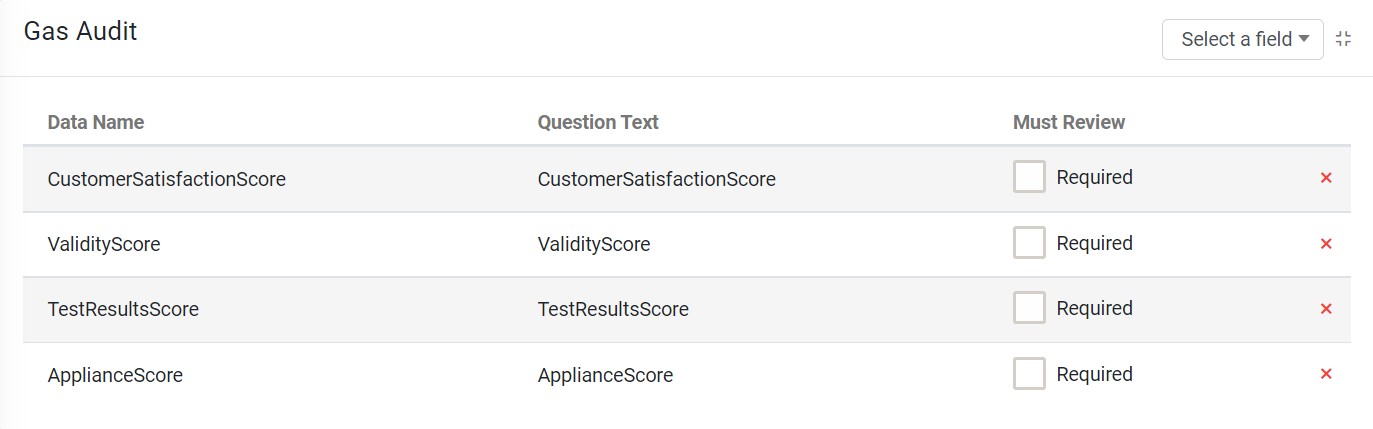 Gas Audit
Select a field
Data Name Question Text Must Review
CustomerSatisfactionScore CustomerSatisfactionScore Required
ValidityScore ValidityScore Required
TestResultsScore TestResultsScore Required
ApplianceScore ApplianceScore Required